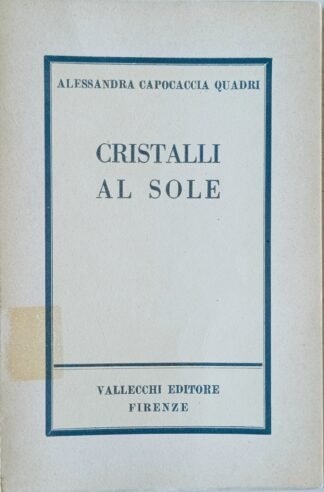 ALESSANDRA CAPOCACCIA QUADRI
CRISTALLI
AL SOLE
VALLECCHI EDITORE
FIRENZE